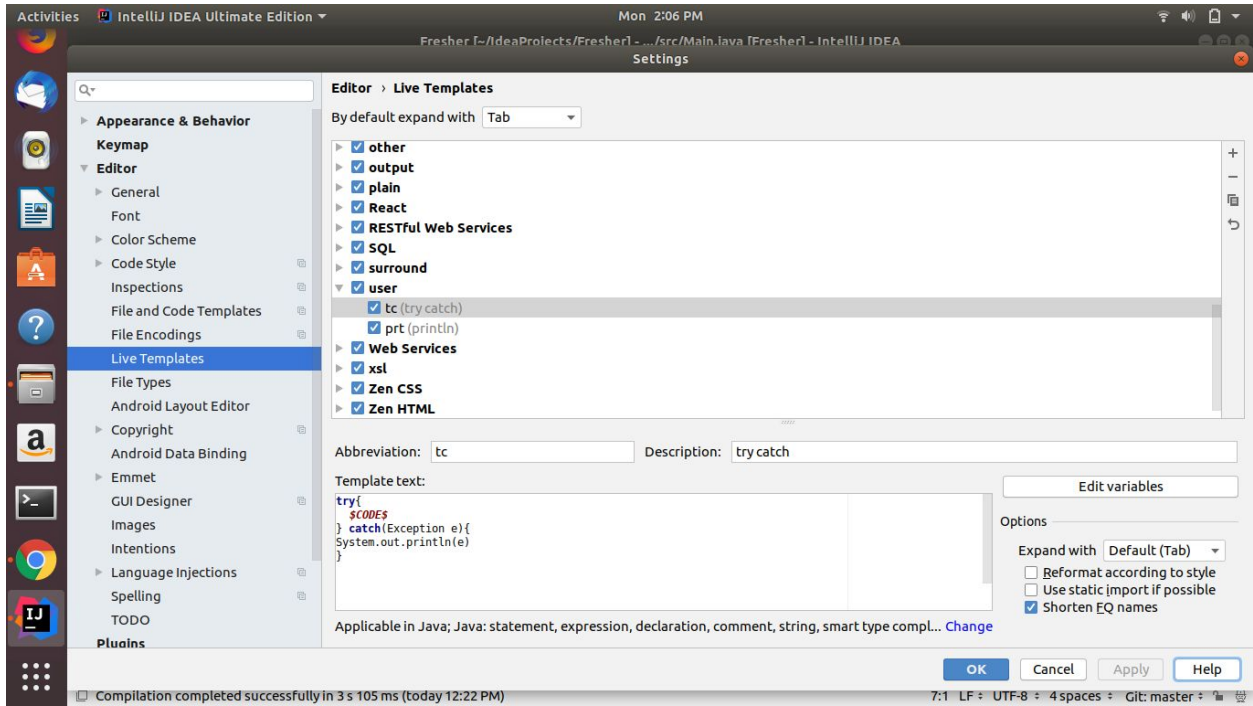 Activities IntelliJ IDEA Ultimate Edition Mon 2:06 PM
Fresher [~/IdeaProjects/Fresher] - .../src/Main.java [Fresher] - IntelliJ IDEA
Settings
Appearance & Behavior
Keymap
Editor
General
Font
Color Scheme
Code Style
Inspections
File and Code Templates
File Encodings
Live Templates
File Types
Android Layout Editor
Copyright
Android Data Binding
Emmet
GUI Designer
Images
Intentions
Language Injections
Spelling
TODO
Plugins
Editor › Live Templates
By default expand with Tab
other
output
plain
React
RESTful Web Services
SQL
surround
user
tc (try catch)
prt (println)
Web Services
xsl
Zen CSS
Zen HTML
Abbreviation: tc Description: try catch
Template text:
try{
$CODE$
} catch(Exception e){
System.out.println(e)
}
Edit variables
Options
Expand with Default (Tab)
Reformat according to style
Use static import if possible
Shorten FQ names
Applicable in Java; Java: statement, expression, declaration, comment, string, smart type compl... Change
OK Cancel Apply Help
Compilation completed successfully in 3 s 105 ms (today 12:22 PM) 7:1 LF UTF-8 4 spaces Git: master